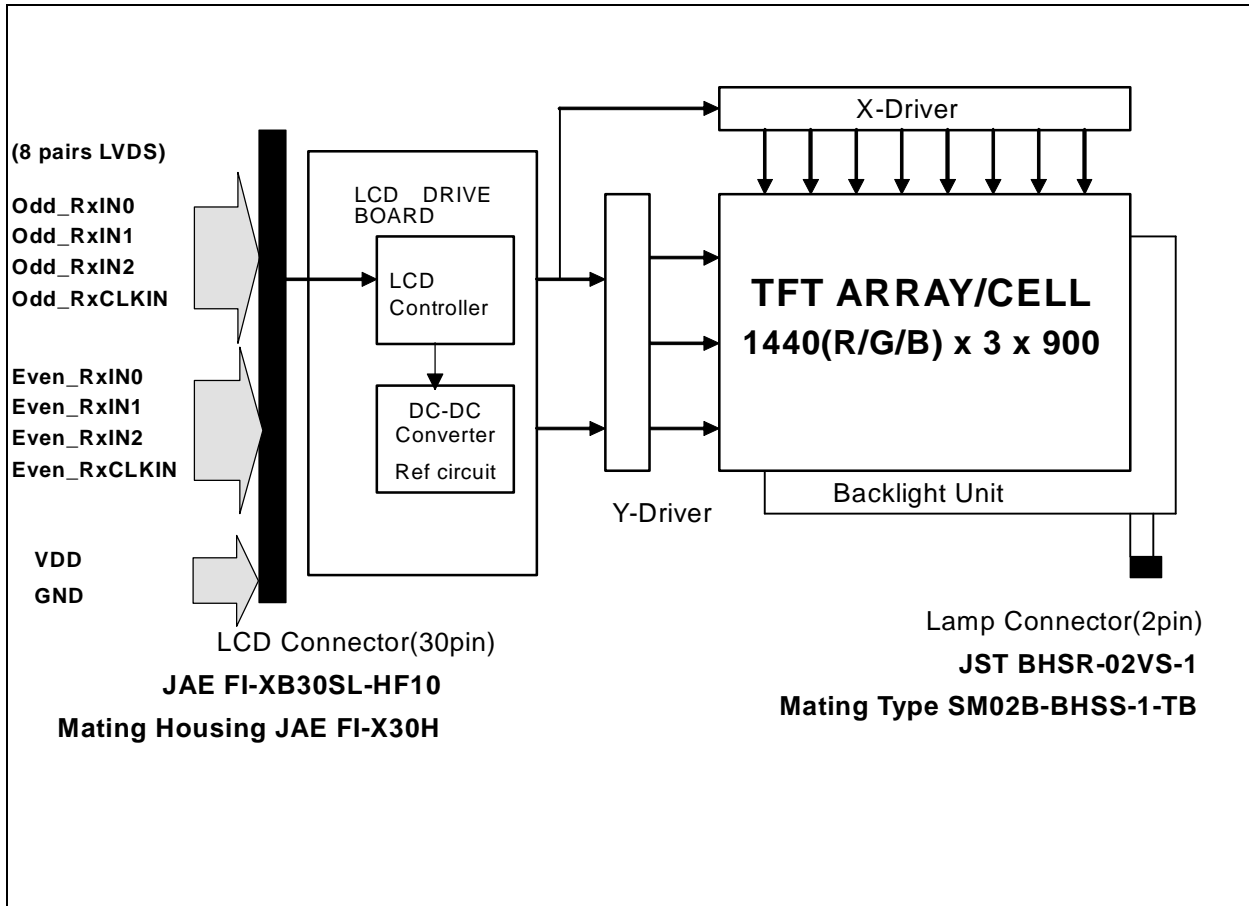 X-Driver
(8 pairs LVDS)
Odd_RxIN0
Odd_RxIN1
Odd_RxIN2
Odd_RxCLKIN
LCD DRIVE
BOARD
LCD
Controller
TFT ARRAY/CELL
1440(R/G/B) x 3 x 900
Even_RxIN0
Even_RxIN1
Even_RxIN2
Even_RxCLKIN
DC-DC
Converter
Ref circuit
Backlight Unit
Y-Driver
VDD
GND
LCD Connector(30pin)
JAE FI-XB30SL-HF10
Mating Housing JAE FI-X30H
Lamp Connector(2pin)
JST BHSR-02VS-1
Mating Type SM02B-BHSS-1-TB